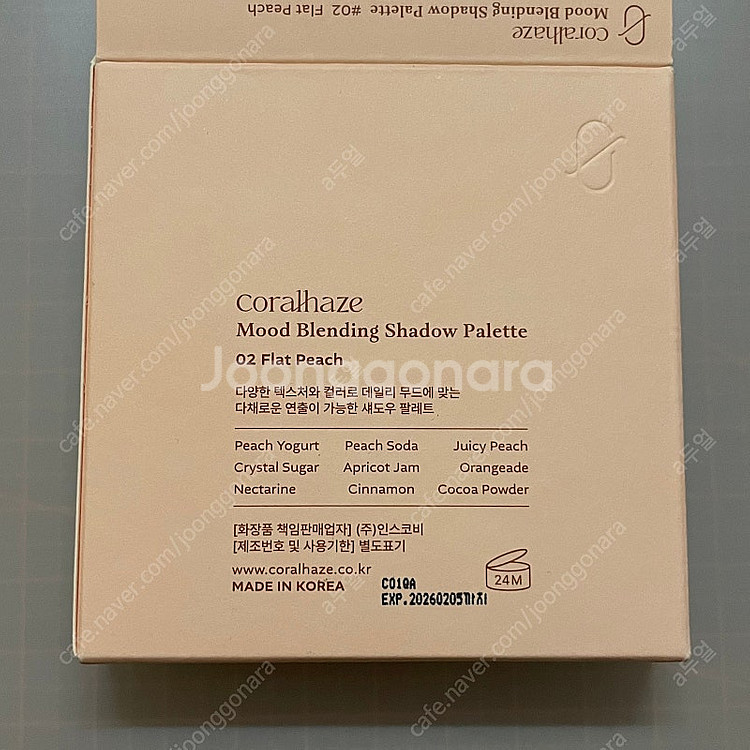 Coralhaze
Mood Blending Shadow Palette #02 Flat Peach
coralhaze
Mood Blending Shadow Palette
02 Flat Peach
Joonggonara
다양한 텍스처와 컬러로 데일리 무드에 맞는
다채로운 연출이 가능한 섀도우 팔레트
Peach Yogurt Peach Soda Juicy Peach
Crystal Sugar Apricot Jam Orangeade
Nectarine Cinnamon Cocoa Powder
[화장품 책임판매업자] (주)인스코비
[제조번호 및 사용기한] 별도표기
www.coralhaze.co.kr
MADE IN KOREA
C01QA
EXP.20260205까지
24M
cafe.naver.com/joonggonara
a두얼